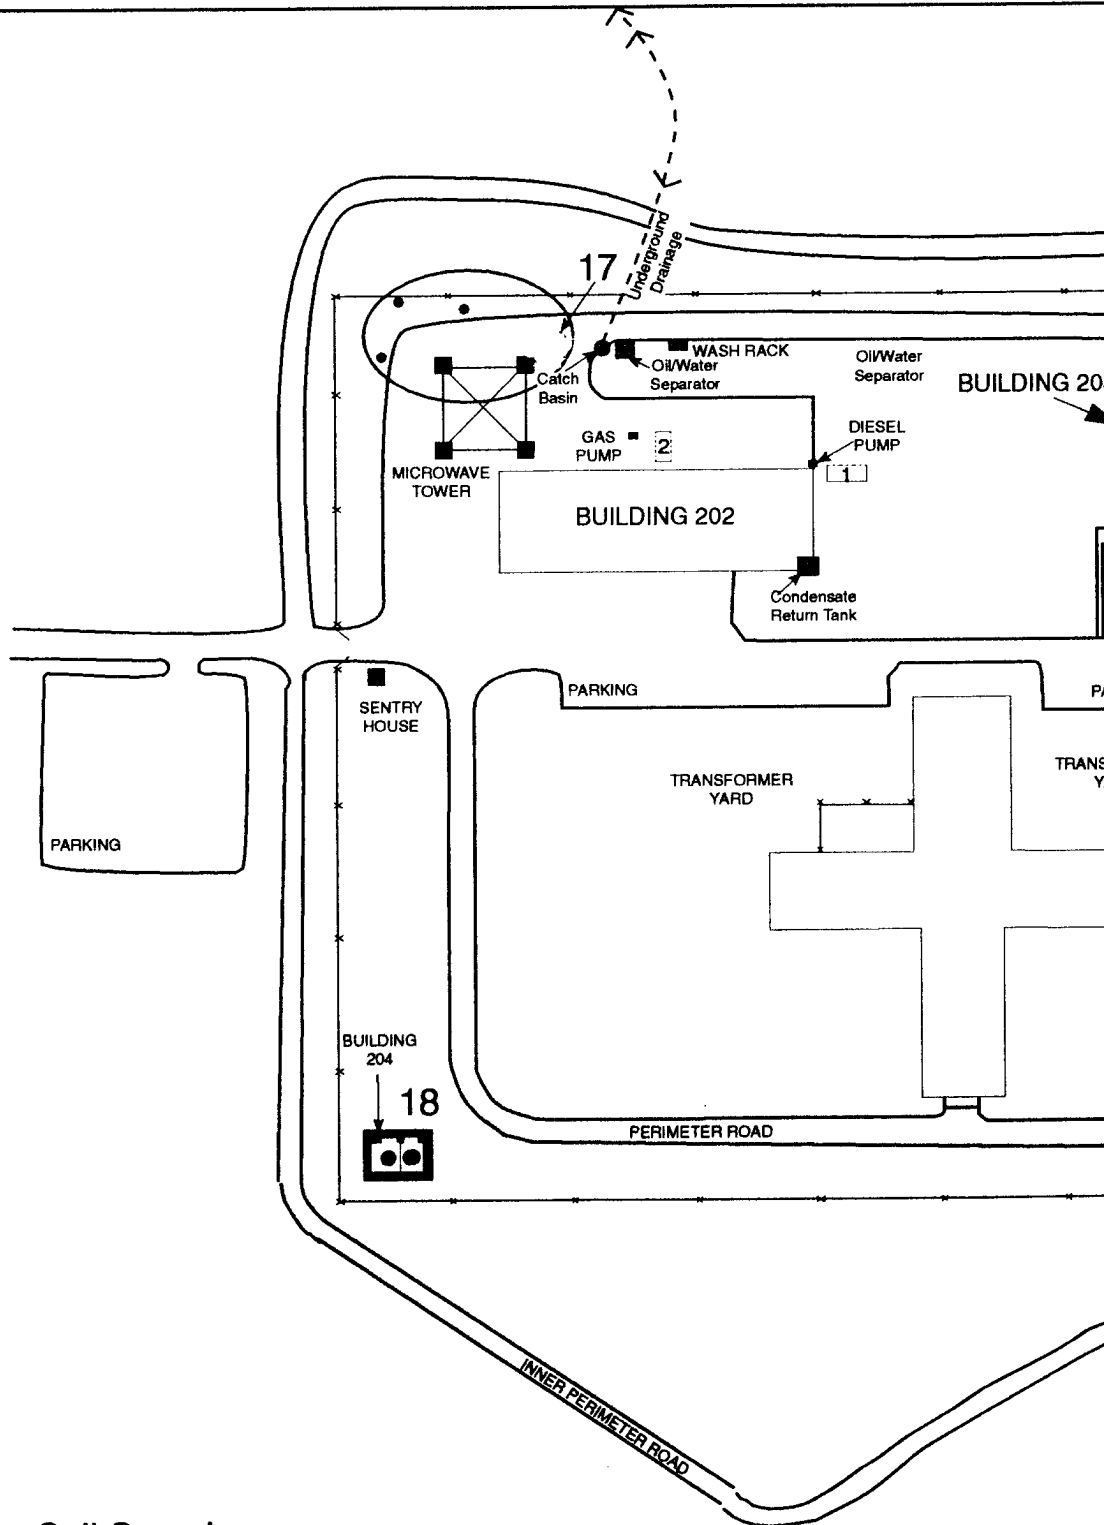 Underground
Drainage
17
WASH RACK
Oil/Water
Separator
Catch
Basin
Oil/Water
Separator
BUILDING 20
DIESEL
PUMP
GAS
PUMP
2
1
MICROWAVE
TOWER
BUILDING 202
Condensate
Return Tank
SENTRY
HOUSE
PARKING
TRANSFORMER
YARD
PARKING
BUILDING
204
18
PERIMETER ROAD
INNER PERIMETER ROAD